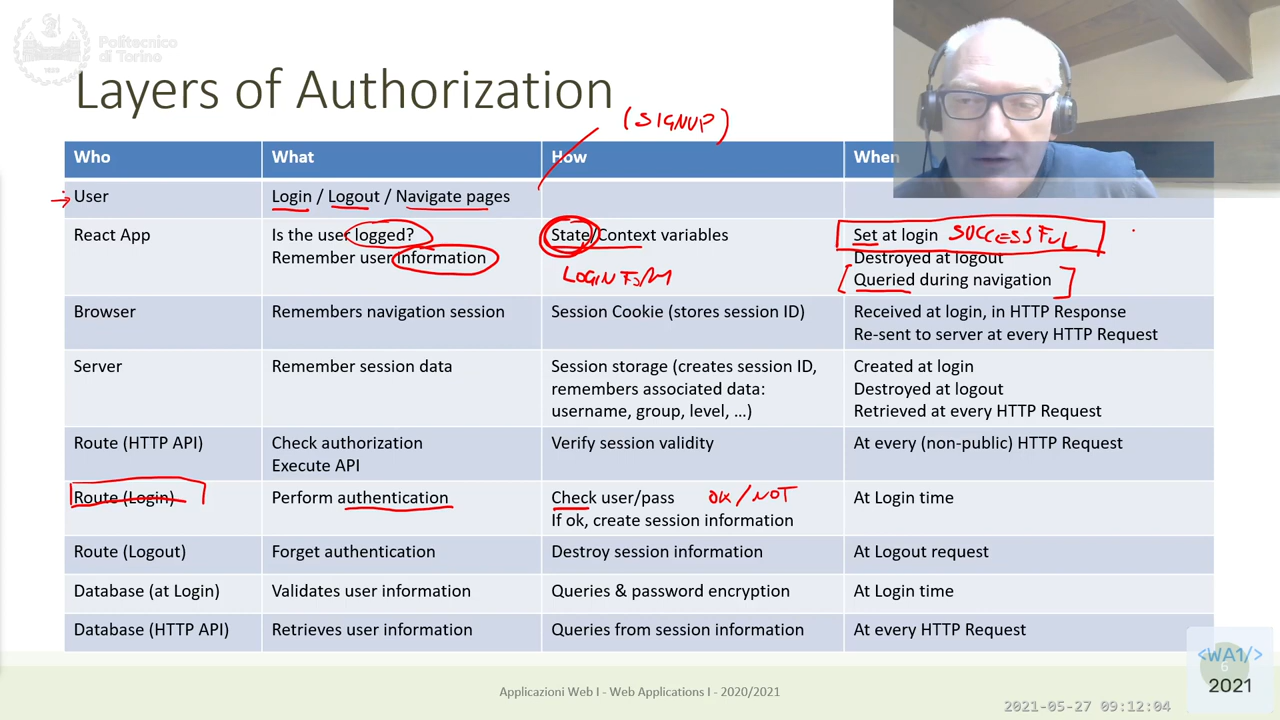 Politecnico
di Torino
Layers of Authorization
(SIGNUP)
Who What How When
User Login / Logout / Navigate pages
React App Is the user logged? State/Context variables Set at login SUCCESSFUL
Remember user information Destroyed at logout
LOGIN FORM Queried during navigation
Browser Remembers navigation session Session Cookie (stores session ID) Received at login, in HTTP Response
Re-sent to server at every HTTP Request
Server Remember session data Session storage (creates session ID, Created at login
remembers associated data: Destroyed at logout
username, group, level, …) Retrieved at every HTTP Request
Route (HTTP API) Check authorization Verify session validity At every (non-public) HTTP Request
Execute API
Route (Login) Perform authentication Check user/pass OK/NOT At Login time
If ok, create session information
Route (Logout) Forget authentication Destroy session information At Logout request
Database (at Login) Validates user information Queries & password encryption At Login time
Database (HTTP API) Retrieves user information Queries from session information At every HTTP Request
Applicazioni Web I - Web Applications I - 2020/2021
<WA1/>
6
2021
2021-05-27 09:12:04